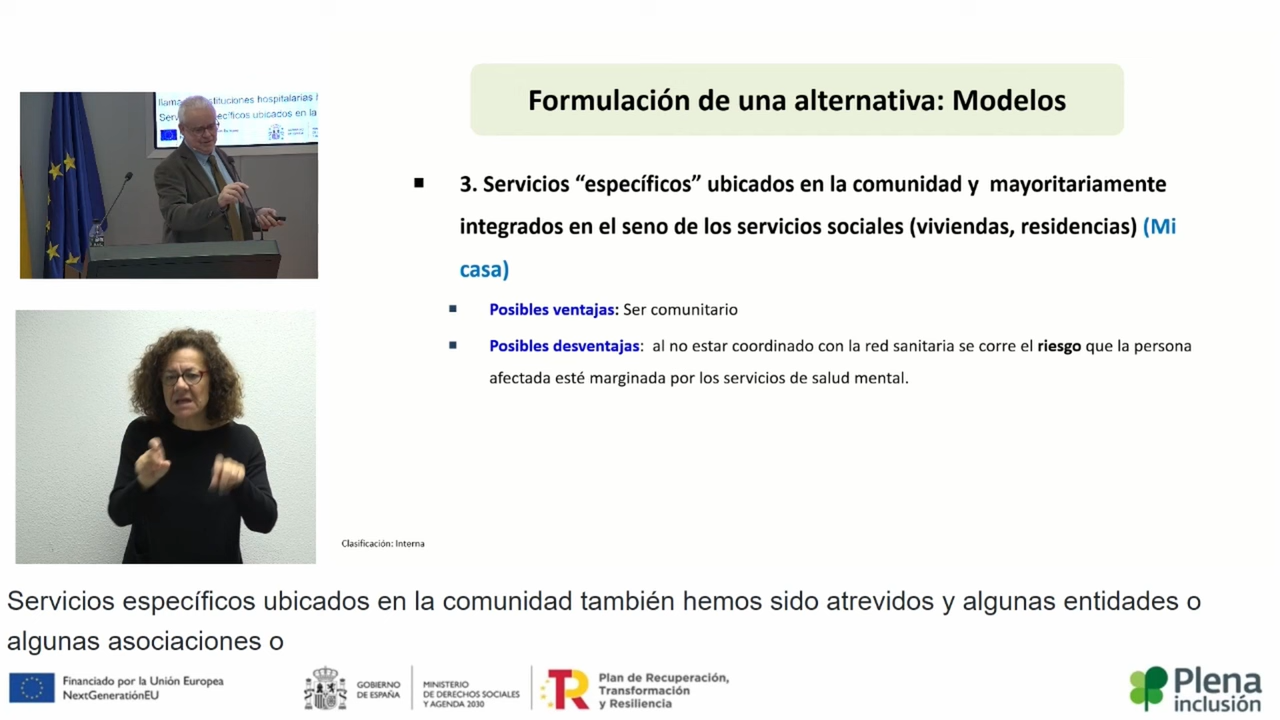 llama
tituciones hospitalarias
Formulación de una alternativa: Modelos
▪ 3. Servicios “específicos” ubicados en la comunidad y mayoritariamente
integrados en el seno de los servicios sociales (viviendas, residencias) (Mi
casa)
▪ Posibles ventajas: Ser comunitario
▪ Posibles desventajas: al no estar coordinado con la red sanitaria se corre el riesgo que la persona
afectada esté marginada por los servicios de salud mental.
Clasificación: Interna
Servicios específicos ubicados en la comunidad también hemos sido atrevidos y algunas entidades o
algunas asociaciones o
Financiado por la Unión Europea
NextGenerationEU
GOBIERNO
DE ESPAÑA
MINISTERIO
DE DERECHOS SOCIALES
Y AGENDA 2030
Plan de Recuperación,
Transformación
y Resiliencia
Plena
inclusión